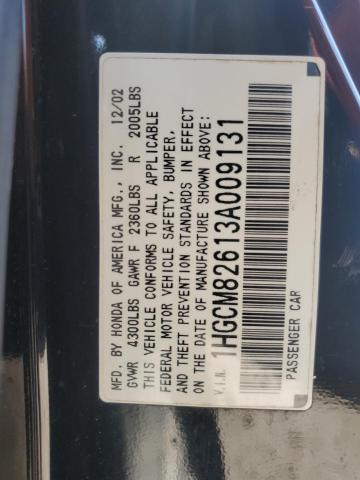 MFD. BY HONDA OF AMERICA MFG., INC. 12/02
GVWR 4300LBS GAWR F 2360LBS R 2005LBS
THIS VEHICLE CONFORMS TO ALL APPLICABLE
FEDERAL MOTOR VEHICLE SAFETY, BUMPER,
AND THEFT PREVENTION STANDARDS IN EFFECT
ON THE DATE OF MANUFACTURE SHOWN ABOVE:
V.I.N. 1HGCM82613A009131
PASSENGER CAR